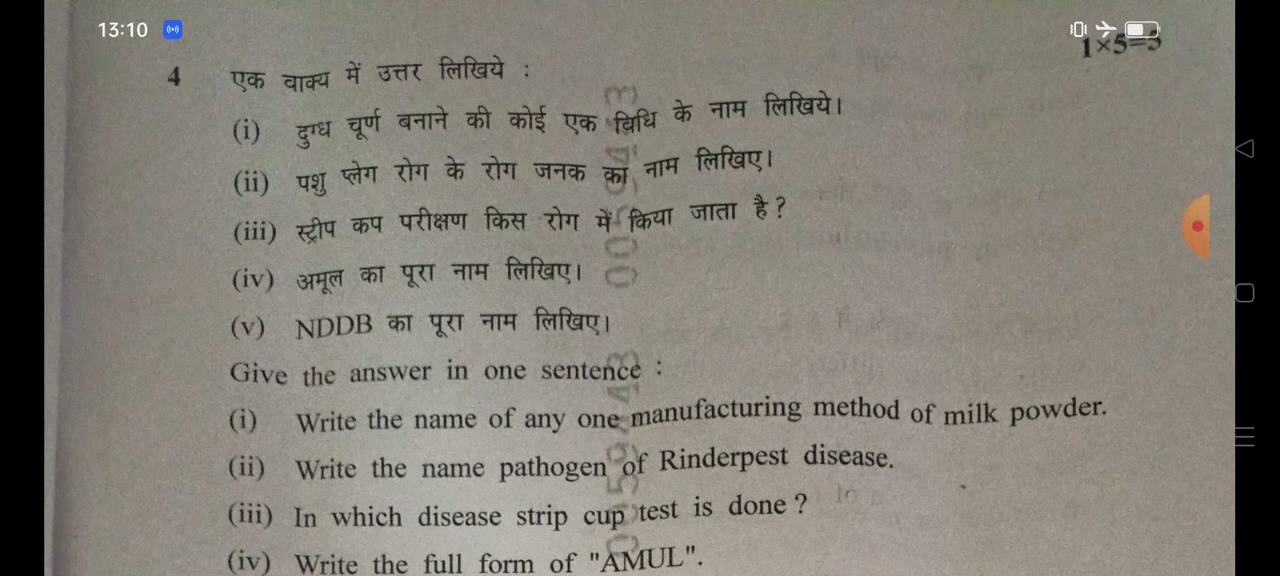 13:10
1×5=5
4 एक वाक्य में उत्तर लिखिये :
(i) दुग्ध चूर्ण बनाने की कोई एक विधि के नाम लिखिये।
(ii) पशु प्लेग रोग के रोग जनक का नाम लिखिए।
(iii) स्ट्रीप कप परीक्षण किस रोग में किया जाता है ?
(iv) अमूल का पूरा नाम लिखिए।
(v) NDDB का पूरा नाम लिखिए।
Give the answer in one sentence :
(i) Write the name of any one manufacturing method of milk powder.
(ii) Write the name pathogen of Rinderpest disease.
(iii) In which disease strip cup test is done ?
(iv) Write the full form of "AMUL".